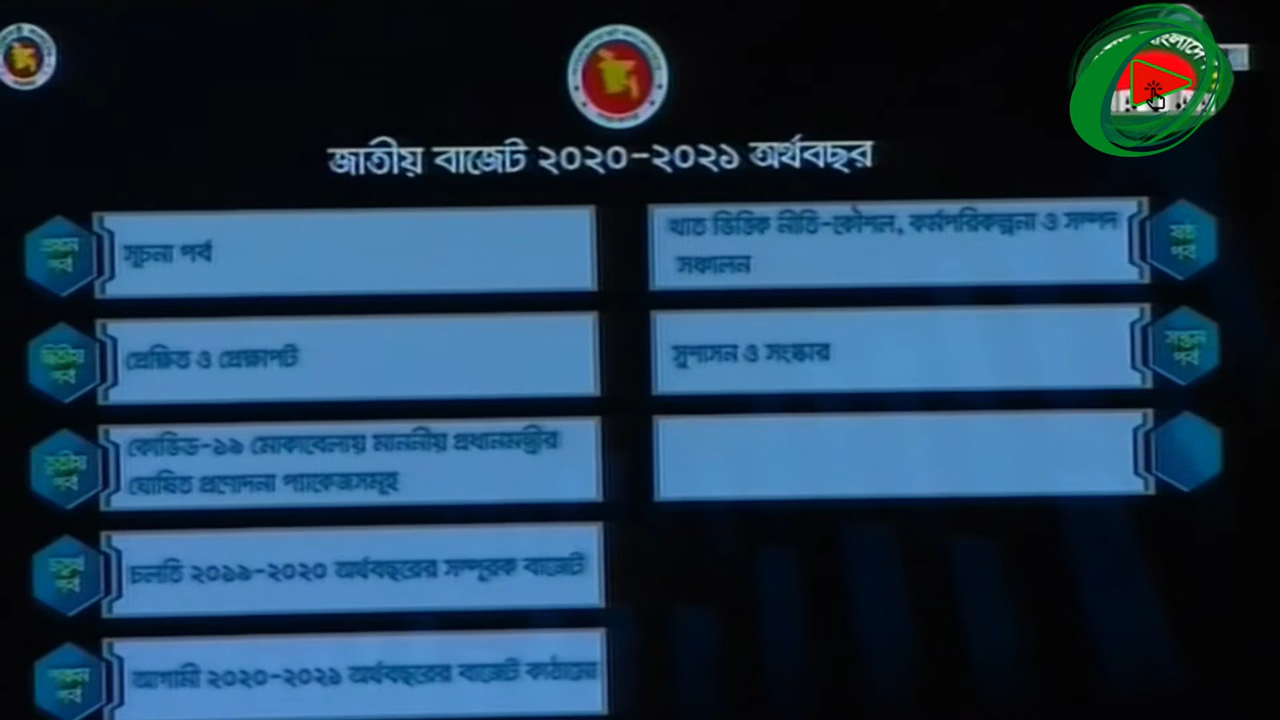 জাতীয় বাজেট ২০২০-২০২১ অর্থবছর
প্রথম
পর্ব
সূচনা পর্ব
দ্বিতীয়
পর্ব
প্রেক্ষিত ও প্রেক্ষাপট
তৃতীয়
পর্ব
কোভিড-১৯ মোকাবেলায় মাননীয় প্রধানমন্ত্রীর
ঘোষিত প্রণোদনা প্যাকেজসমূহ
চতুর্থ
পর্ব
চলতি ২০১৯-২০২০ অর্থবছরের সম্পূরক বাজেট
পঞ্চম
পর্ব
আগামী ২০২০-২০২১ অর্থবছরের বাজেট কাঠামো
খাত ভিত্তিক নীতি-কৌশল, কর্মপরিকল্পনা ও সম্পদ
সঞ্চালন
ষষ্ঠ
পর্ব
সুশাসন ও সংস্কার
সপ্তম
পর্ব